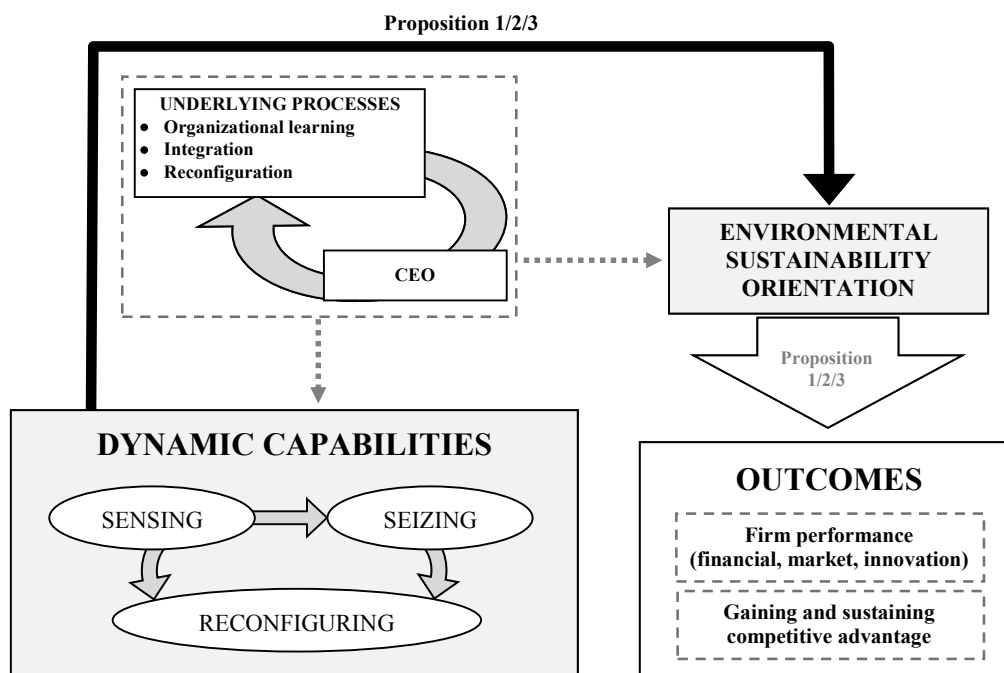 Proposition 1/2/3
UNDERLYING PROCESSES
• Organizational learning
• Integration
• Reconfiguration
CEO
ENVIRONMENTAL
SUSTAINABILITY
ORIENTATION
Proposition
1/2/3
DYNAMIC CAPABILITIES
SENSING
SEIZING
RECONFIGURING
OUTCOMES
Firm performance
(financial, market, innovation)
Gaining and sustaining
competitive advantage